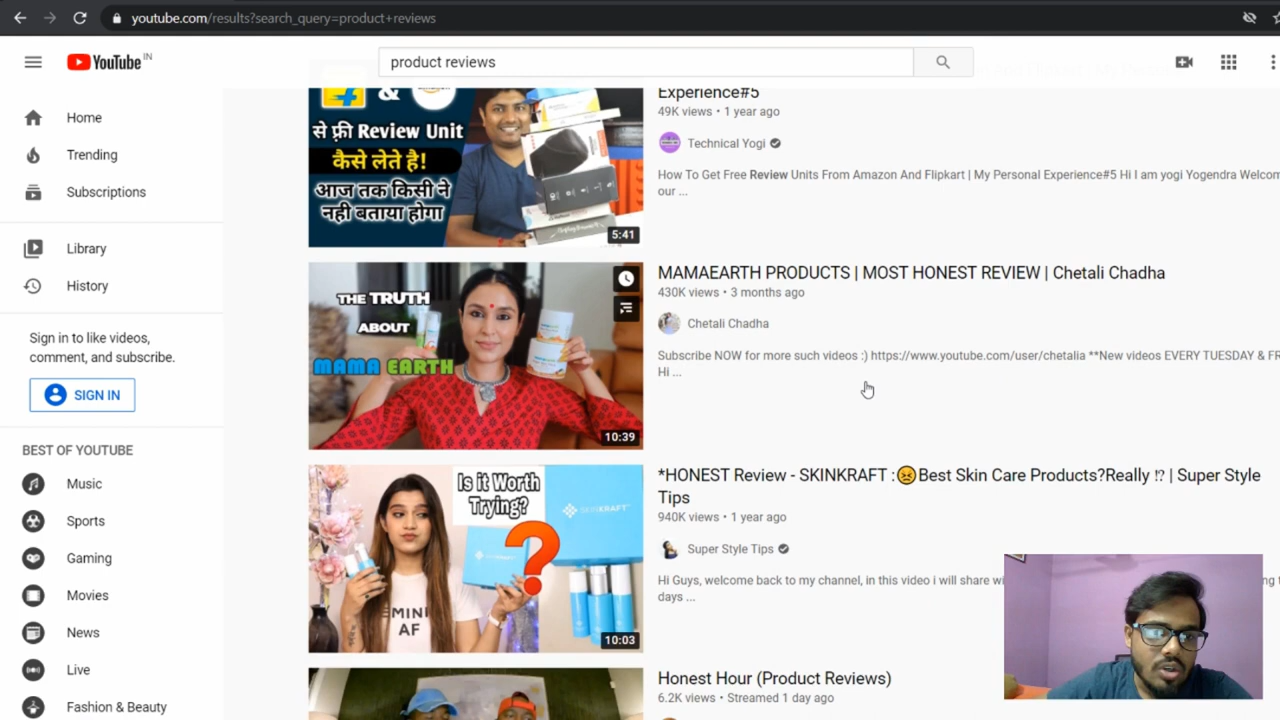 youtube.com/results?search_query=product+reviews
YouTube IN
product reviews
Home
Trending
Subscriptions
Library
History
Sign in to like videos,
comment, and subscribe.
SIGN IN
BEST OF YOUTUBE
Music
Sports
Gaming
Movies
News
Live
Fashion & Beauty
&
से फ्री Review Unit
कैसे लेते है!
आज तक किसी ने
नही बताया होगा
5:41
Experience#5
49K views • 1 year ago
Technical Yogi
How To Get Free Review Units From Amazon And Flipkart | My Personal Experience#5 Hi I am yogi Yogendra Welcom
our ...
THE TRUTH
ABOUT
MAMA EARTH
10:39
MAMAEARTH PRODUCTS | MOST HONEST REVIEW | Chetali Chadha
430K views • 3 months ago
Chetali Chadha
Subscribe NOW for more such videos :) https://www.youtube.com/user/chetalia **New videos EVERY TUESDAY & FR
Hi ...
Is it Worth
Trying?
?
SKINKRAFT
FEMINI
AF
10:03
*HONEST Review - SKINKRAFT :😣Best Skin Care Products?Really ⁉ | Super Style
Tips
940K views • 1 year ago
Super Style Tips
Hi Guys, welcome back to my channel, in this video i will share wi
days ...
Honest Hour (Product Reviews)
6.2K views • Streamed 1 day ago